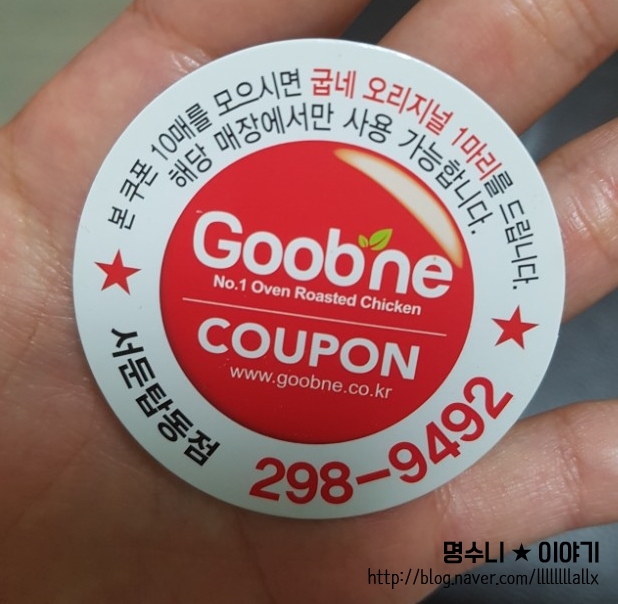 본 쿠폰 10매를 모으시면 굽네 오리지널 1마리를 드립니다.
해당 매장에서만 사용 가능합니다.
Goobne
No.1 Oven Roasted Chicken
COUPON
www.goobne.co.kr
서둔탑동점
298-9492
명수니 ★ 이야기
http://blog.naver.com/lllllllllallx